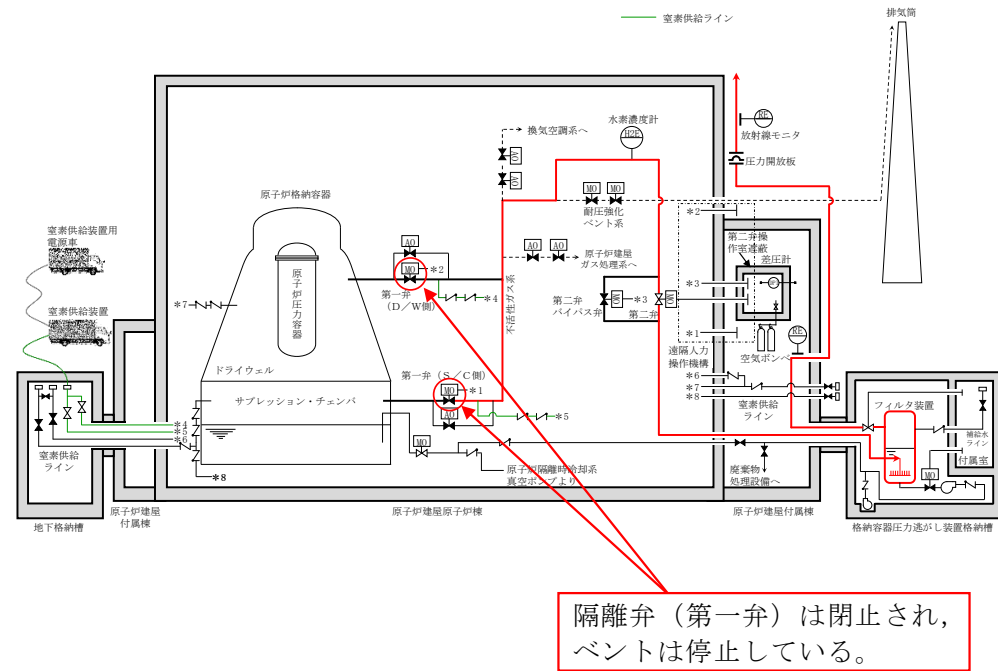 窒素供給ライン
排気筒
換気空調系へ
水素濃度計
H2E
RE
放射線モニタ
圧力開放板
AO
AO
原子炉格納容器
MO
MO
耐圧強化
ベント系
＊2
第二弁操
作室遮蔽
差圧計
窒素供給装置用
電源車
AO
MO
＊2
AO
AO
原子炉建屋
ガス処理系へ
原子炉圧力容器
＊7
第一弁
（D／W側）
＊4
不活性ガス系
第二弁
バイパス弁
MO
＊3
MO
第二弁
＊3
窒素供給装置
＊1
遠隔人力
操作機構
空気ボンベ
RE
ドライウェル
第一弁（S／C側）
MO
＊1
AO
＊5
サプレッション・チェンバ
＊6
＊7
＊8
窒素供給
ライン
フィルタ装置
補給水
ライン
付属室
＊4
＊5
＊6
窒素供給
ライン
＊8
MO
原子炉隔離時冷却系
真空ポンプより
廃棄物
処理設備へ
MO
地下格納槽
原子炉建屋
付属棟
原子炉建屋原子炉棟
原子炉建屋付属棟
格納容器圧力逃がし装置格納槽
隔離弁（第一弁）は閉止され，
ベントは停止している。